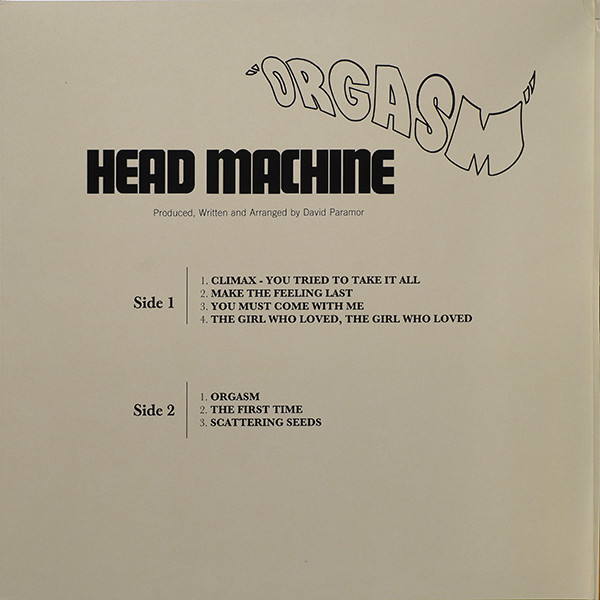 "ORGASM"
HEAD MACHINE
Produced, Written and Arranged by David Paramor
Side 1
1. CLIMAX - YOU TRIED TO TAKE IT ALL
2. MAKE THE FEELING LAST
3. YOU MUST COME WITH ME
4. THE GIRL WHO LOVED, THE GIRL WHO LOVED
Side 2
1. ORGASM
2. THE FIRST TIME
3. SCATTERING SEEDS